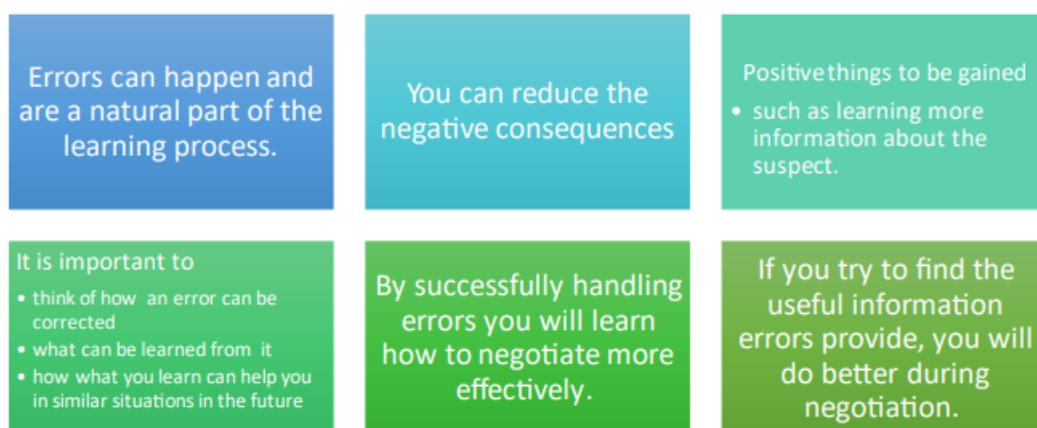 Errors can happen and
are a natural part of the
learning process.
You can reduce the
negative consequences
Positive things to be gained
• such as learning more
information about the
suspect.
It is important to
• think of how an error can be
corrected
• what can be learned from it
• how what you learn can help you
in similar situations in the future
By successfully handling
errors you will learn
how to negotiate more
effectively.
If you try to find the
useful information
errors provide, you will
do better during
negotiation.